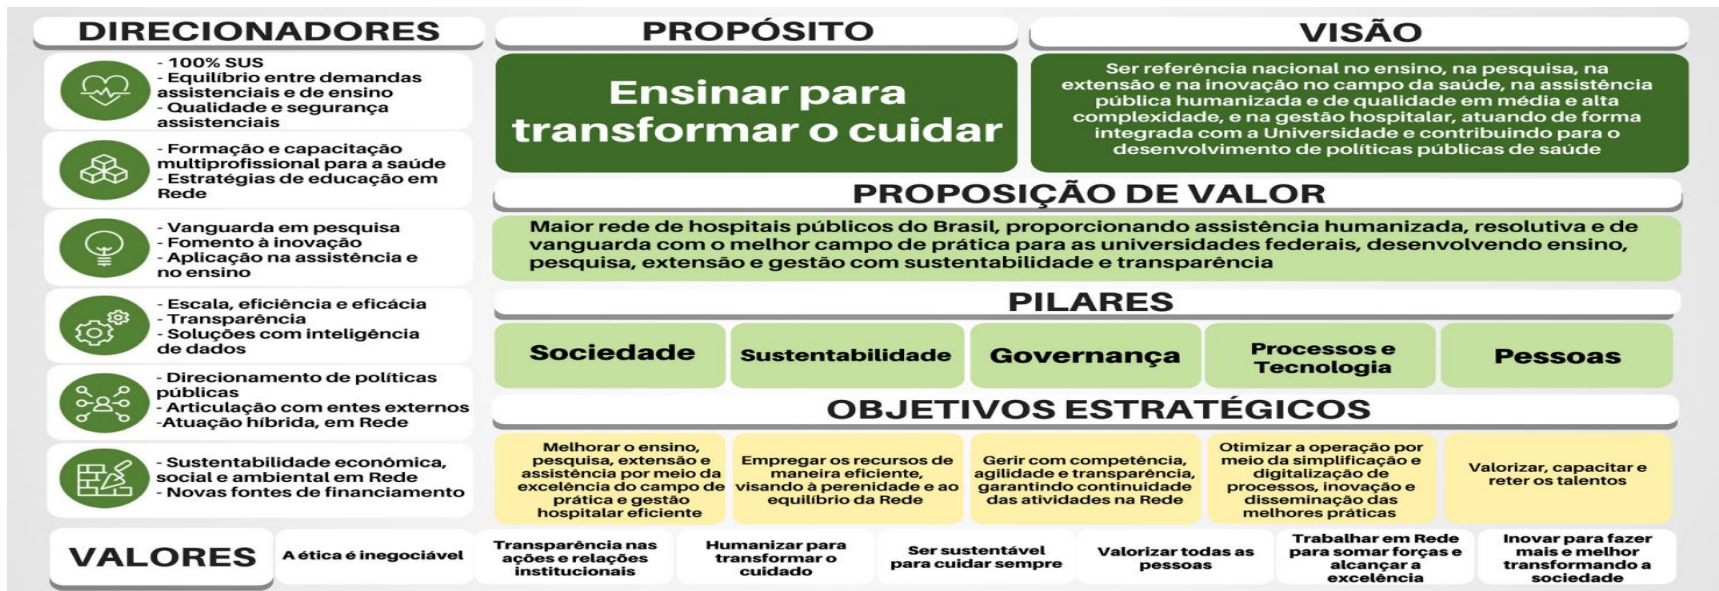 DIRECIONADORES
- 100% SUS
- Equilíbrio entre demandas
assistenciais e de ensino
- Qualidade e segurança
assistenciais
- Formação e capacitação
multiprofissional para a saúde
- Estratégias de educação em
Rede
- Vanguarda em pesquisa
- Fomento à inovação
- Aplicação na assistência e
no ensino
- Escala, eficiência e eficácia
- Transparência
- Soluções com inteligência
de dados
- Direcionamento de políticas
públicas
- Articulação com entes externos
-Atuação híbrida, em Rede
- Sustentabilidade econômica,
social e ambiental em Rede
- Novas fontes de financiamento
PROPÓSITO
Ensinar para
transformar o cuidar
VISÃO
Ser referência nacional no ensino, na pesquisa, na
extensão e na inovação no campo da saúde, na assistência
pública humanizada e de qualidade em média e alta
complexidade, e na gestão hospitalar, atuando de forma
integrada com a Universidade e contribuindo para o
desenvolvimento de políticas públicas de saúde
PROPOSIÇÃO DE VALOR
Maior rede de hospitais públicos do Brasil, proporcionando assistência humanizada, resolutiva e de
vanguarda com o melhor campo de prática para as universidades federais, desenvolvendo ensino,
pesquisa, extensão e gestão com sustentabilidade e transparência
PILARES
Sociedade
Sustentabilidade
Governança
Processos e
Tecnologia
Pessoas
OBJETIVOS ESTRATÉGICOS
Melhorar o ensino,
pesquisa, extensão e
assistência por meio da
excelência do campo de
prática e gestão
hospitalar eficiente
Empregar os recursos de
maneira eficiente,
visando à perenidade e ao
equilíbrio da Rede
Gerir com competência,
agilidade e transparência,
garantindo continuidade
das atividades na Rede
Otimizar a operação por
meio da simplificação e
digitalização de
processos, inovação e
disseminação das
melhores práticas
Valorizar, capacitar e
reter os talentos
VALORES
A ética é inegociável
Transparência nas
ações e relações
institucionais
Humanizar para
transformar o
cuidado
Ser sustentável
para cuidar sempre
Valorizar todas as
pessoas
Trabalhar em Rede
para somar forças e
alcançar a
excelência
Inovar para fazer
mais e melhor
transformando a
sociedade